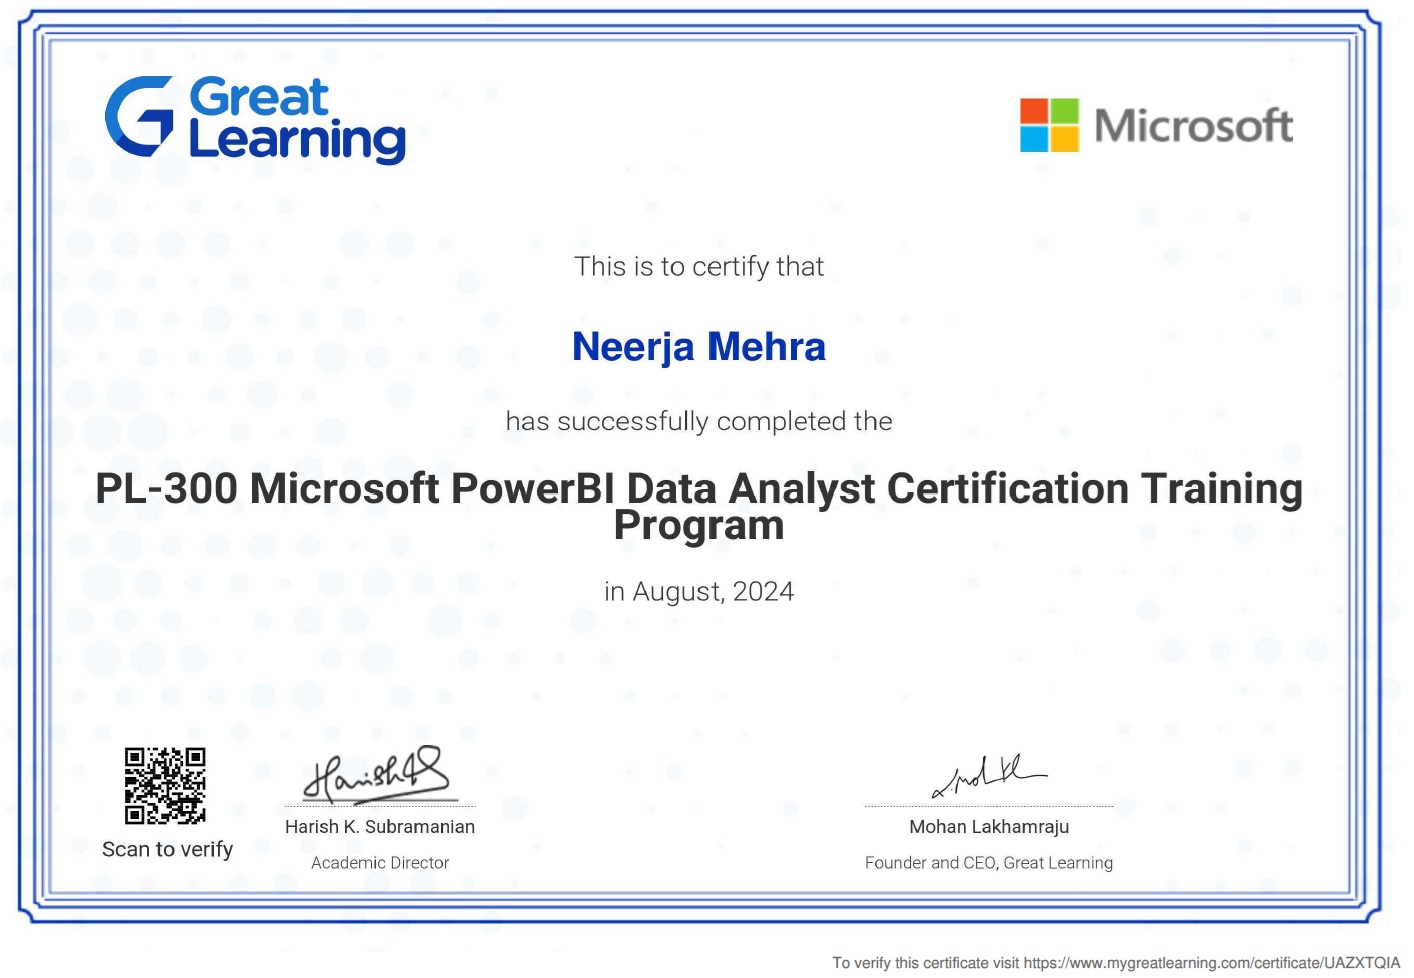 Great
Learning
Microsoft
This is to certify that
Neerja Mehra
has successfully completed the
PL-300 Microsoft PowerBI Data Analyst Certification Training
Program
in August, 2024
Scan to verify
Harish K. Subramanian
Academic Director
Mohan Lakhamraju
Founder and CEO, Great Learning
To verify this certificate visit https://www.mygreatlearning.com/certificate/UAZXTQIA